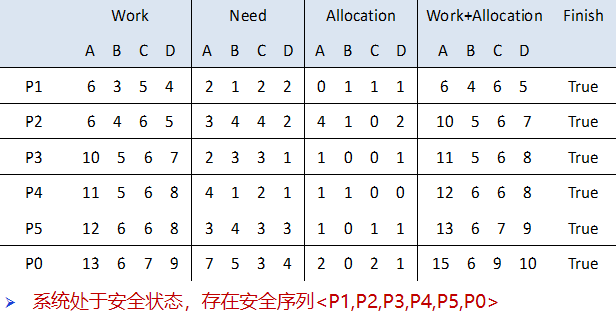 Work Need Allocation Work+Allocation Finish
A B C D A B C D A B C D A B C D
P1 6 3 5 4 2 1 2 2 0 1 1 1 6 4 6 5 True
P2 6 4 6 5 3 4 4 2 4 1 0 2 10 5 6 7 True
P3 10 5 6 7 2 3 3 1 1 0 0 1 11 5 6 8 True
P4 11 5 6 8 4 1 2 1 1 1 0 0 12 6 6 8 True
P5 12 6 6 8 3 4 3 3 1 0 1 1 13 6 7 9 True
P0 13 6 7 9 7 5 3 4 2 0 2 1 15 6 9 10 True
系统处于安全状态，存在安全序列<P1,P2,P3,P4,P5,P0>